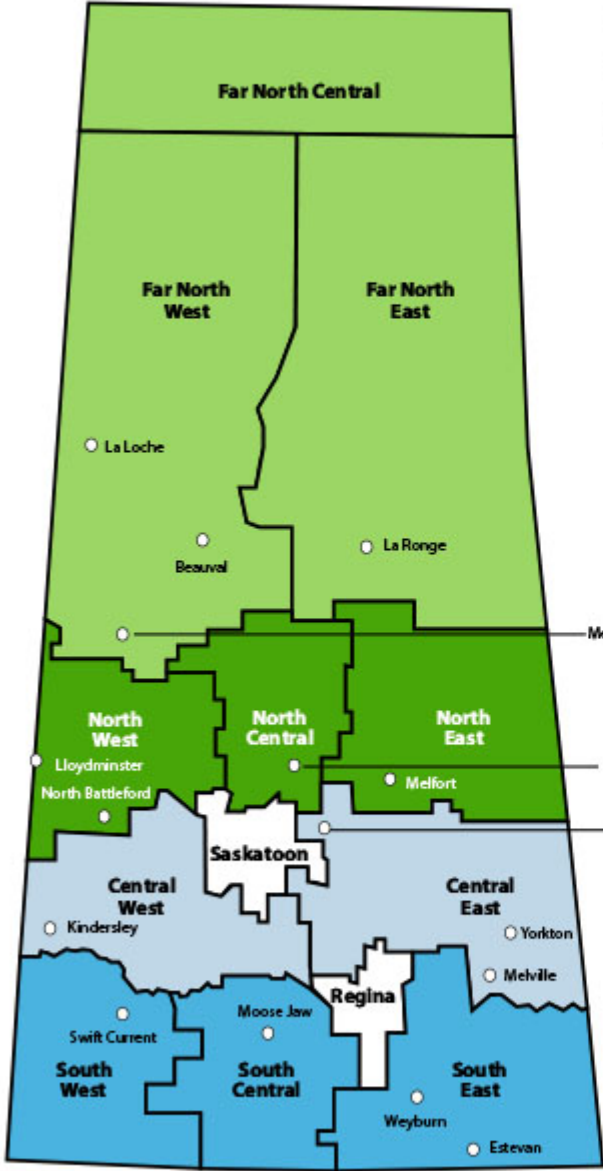 Far North Central
Far North
West
Far North
East
La Loche
Beauval
La Ronge
North
West
North
Central
North
East
Lloydminster
Melfort
North Battleford
Saskatoon
Central
West
Central
East
Kindersley
Yorkton
Melville
Regina
Moose Jaw
Swift Current
South
West
South
Central
South
East
Weyburn
Estevan